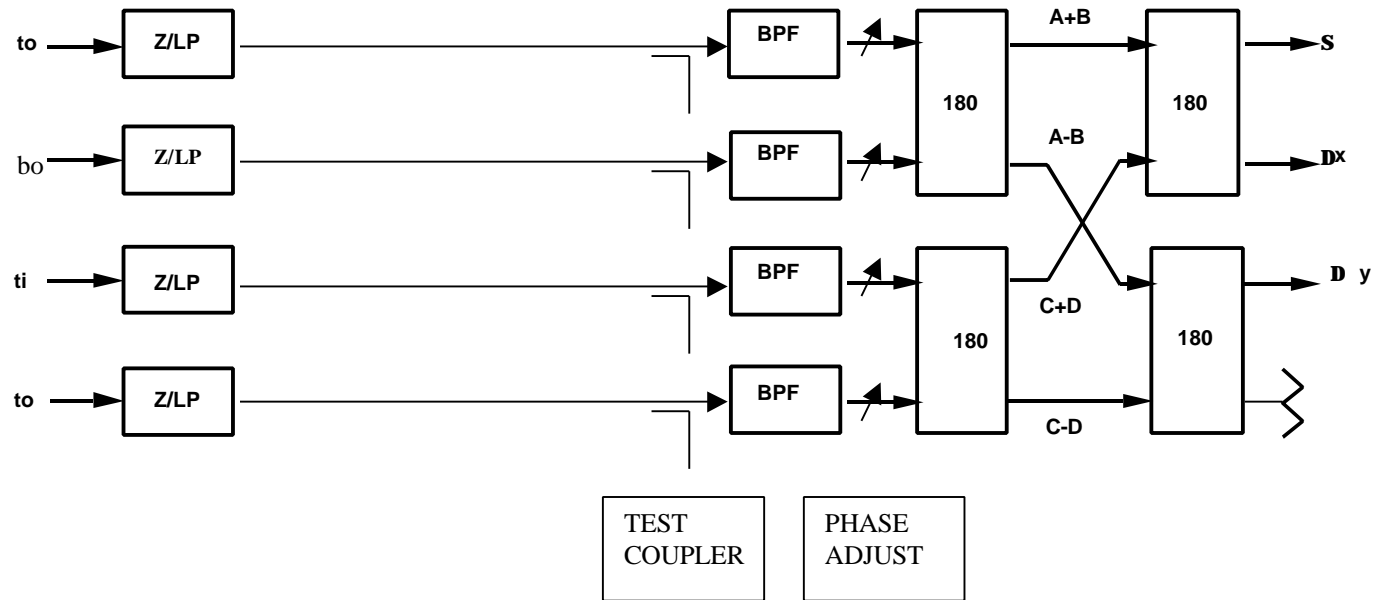 to Z/LP BPF 180 A+B 180 S
bo Z/LP BPF A-B Dx
ti Z/LP BPF 180 C+D 180 D y
to Z/LP BPF C-D
TEST
COUPLER
PHASE
ADJUST